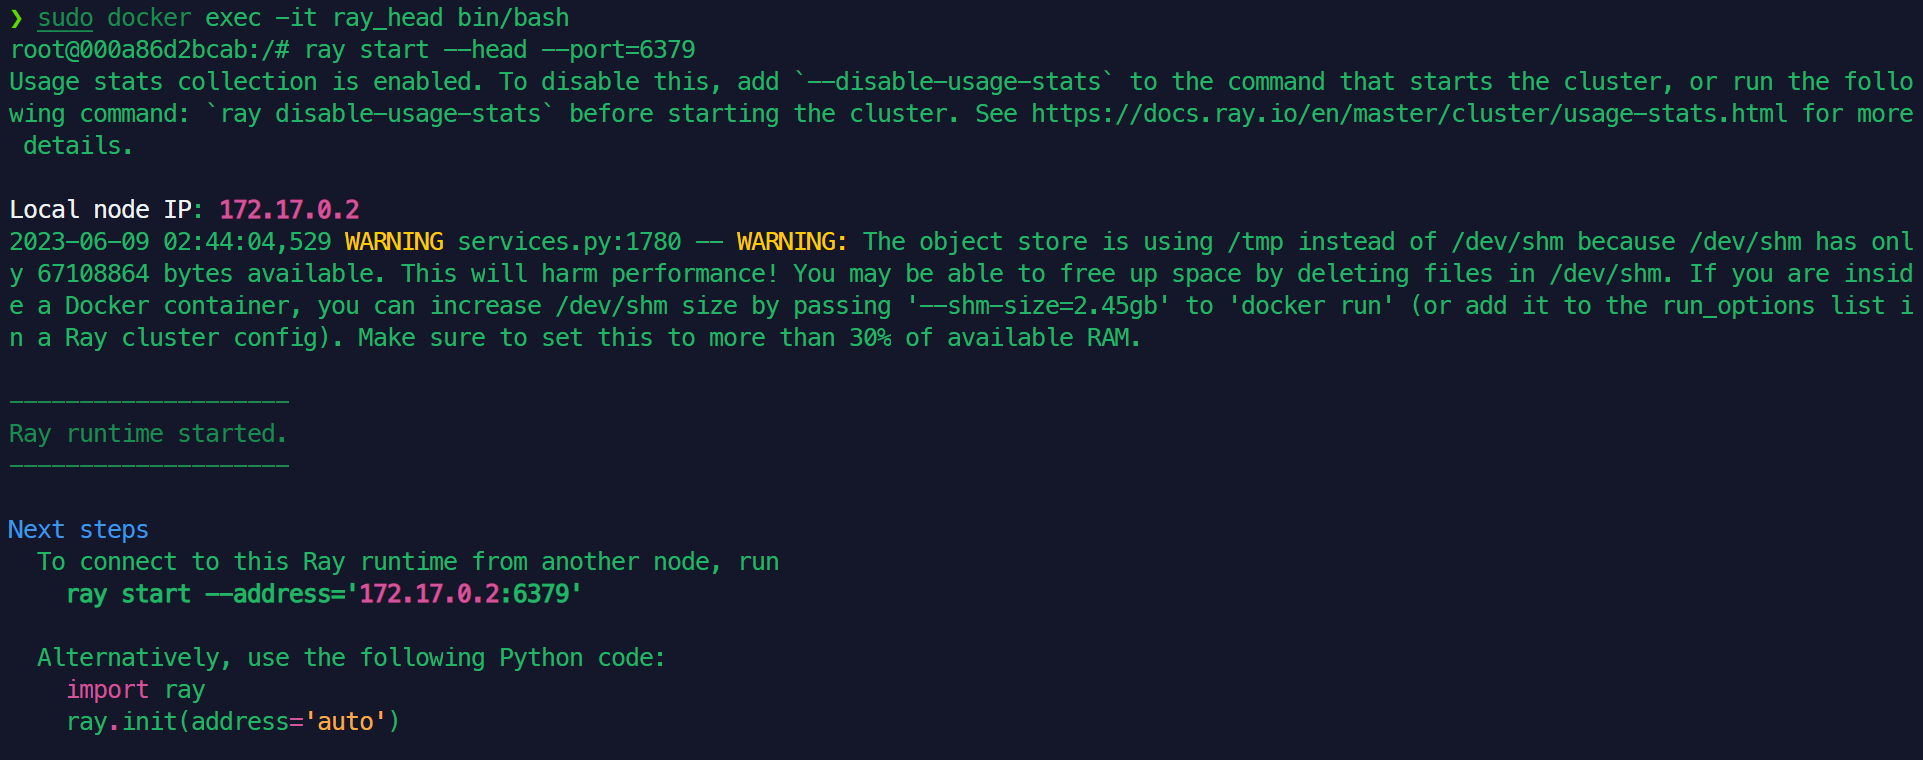 ❯ sudo docker exec -it ray_head bin/bash
root@000a86d2bcab:/# ray start --head --port=6379
Usage stats collection is enabled. To disable this, add `--disable-usage-stats` to the command that starts the cluster, or run the follo
wing command: `ray disable-usage-stats` before starting the cluster. See https://docs.ray.io/en/master/cluster/usage-stats.html for more
 details.

Local node IP: 172.17.0.2
2023-06-09 02:44:04,529 WARNING services.py:1780 -- WARNING: The object store is using /tmp instead of /dev/shm because /dev/shm has onl
y 67108864 bytes available. This will harm performance! You may be able to free up space by deleting files in /dev/shm. If you are insid
e a Docker container, you can increase /dev/shm size by passing '--shm-size=2.45gb' to 'docker run' (or add it to the run_options list i
n a Ray cluster config). Make sure to set this to more than 30% of available RAM.

--------------------
Ray runtime started.
--------------------

Next steps
  To connect to this Ray runtime from another node, run
    ray start --address='172.17.0.2:6379'

  Alternatively, use the following Python code:
    import ray
    ray.init(address='auto')